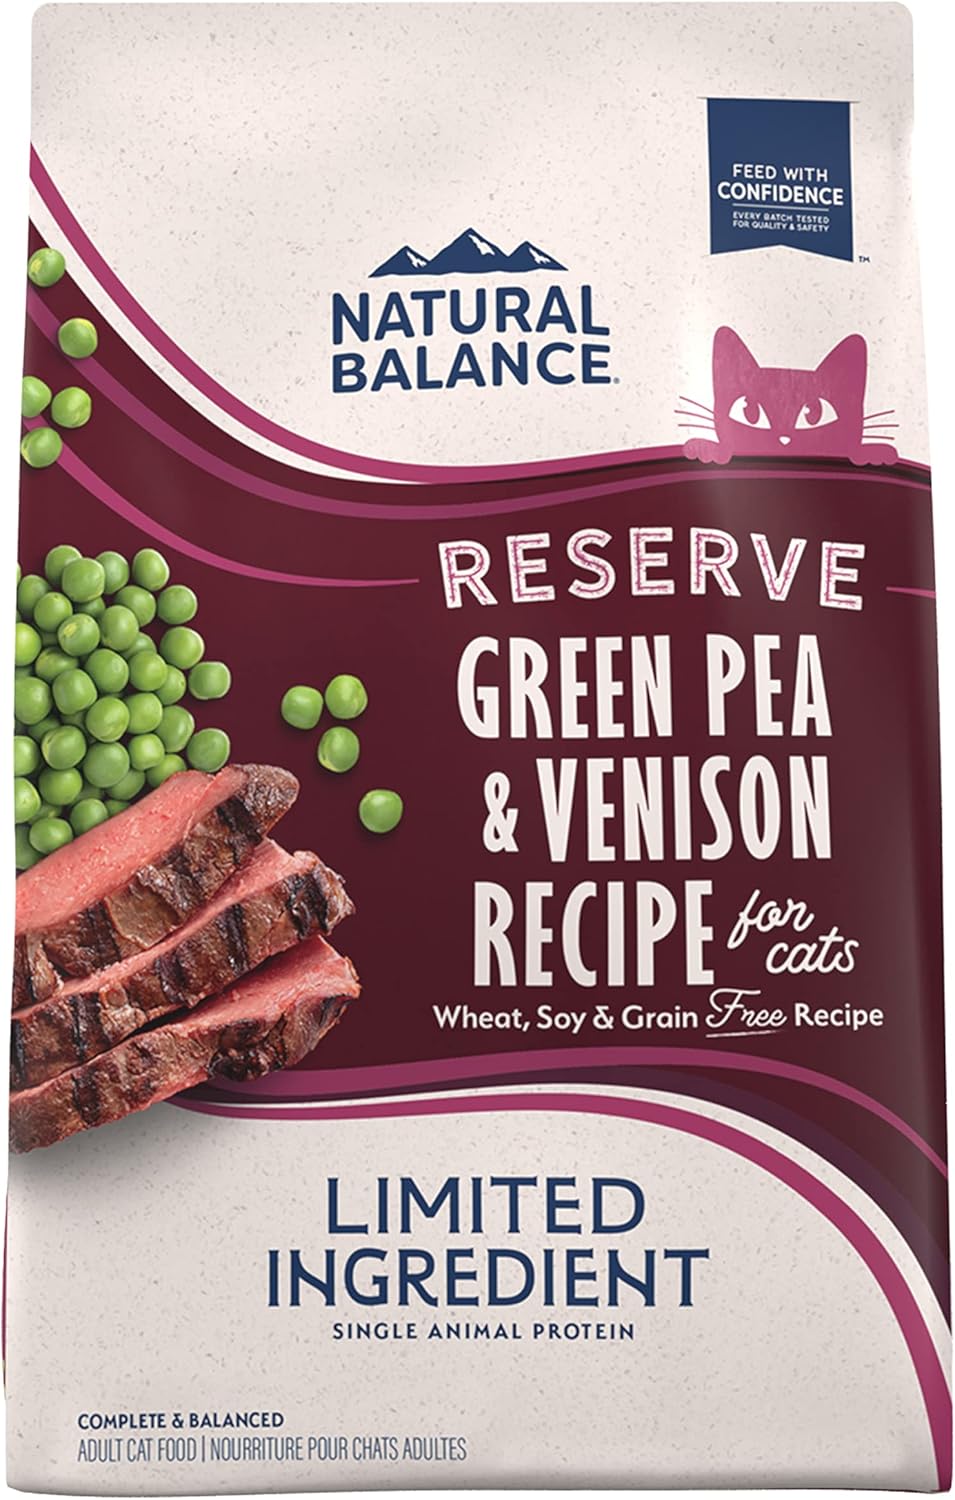 FEED WITH
CONFIDENCE
EVERY BATCH TESTED
FOR QUALITY & SAFETY
™
NATURAL
BALANCE®
RESERVE
GREEN PEA
& VENISON
RECIPE for cats
Wheat, Soy & Grain Free Recipe
LIMITED
INGREDIENT
SINGLE ANIMAL PROTEIN
COMPLETE & BALANCED
ADULT CAT FOOD | NOURRITURE POUR CHATS ADULTES